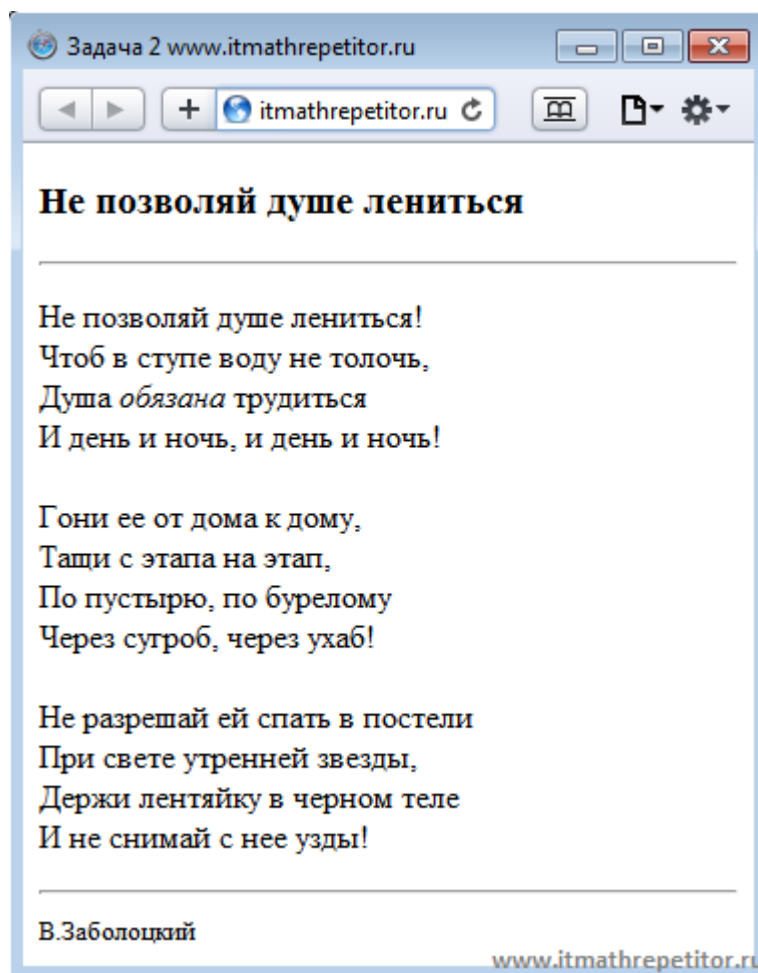 Задача 2 www.itmathrepetitor.ru
itmathrepetitor.ru
Не позволяй душе лениться
Не позволяй душе лениться!
Чтоб в ступе воду не толочь,
Душа обязана трудиться
И день и ночь, и день и ночь!
Гони ее от дома к дому,
Тащи с этапа на этап,
По пустырю, по бурелому
Через сугроб, через ухаб!
Не разрешай ей спать в постели
При свете утренней звезды,
Держи лентяйку в черном теле
И не снимай с нее узды!
В.Заболоцкий
www.itmathrepetitor.ru